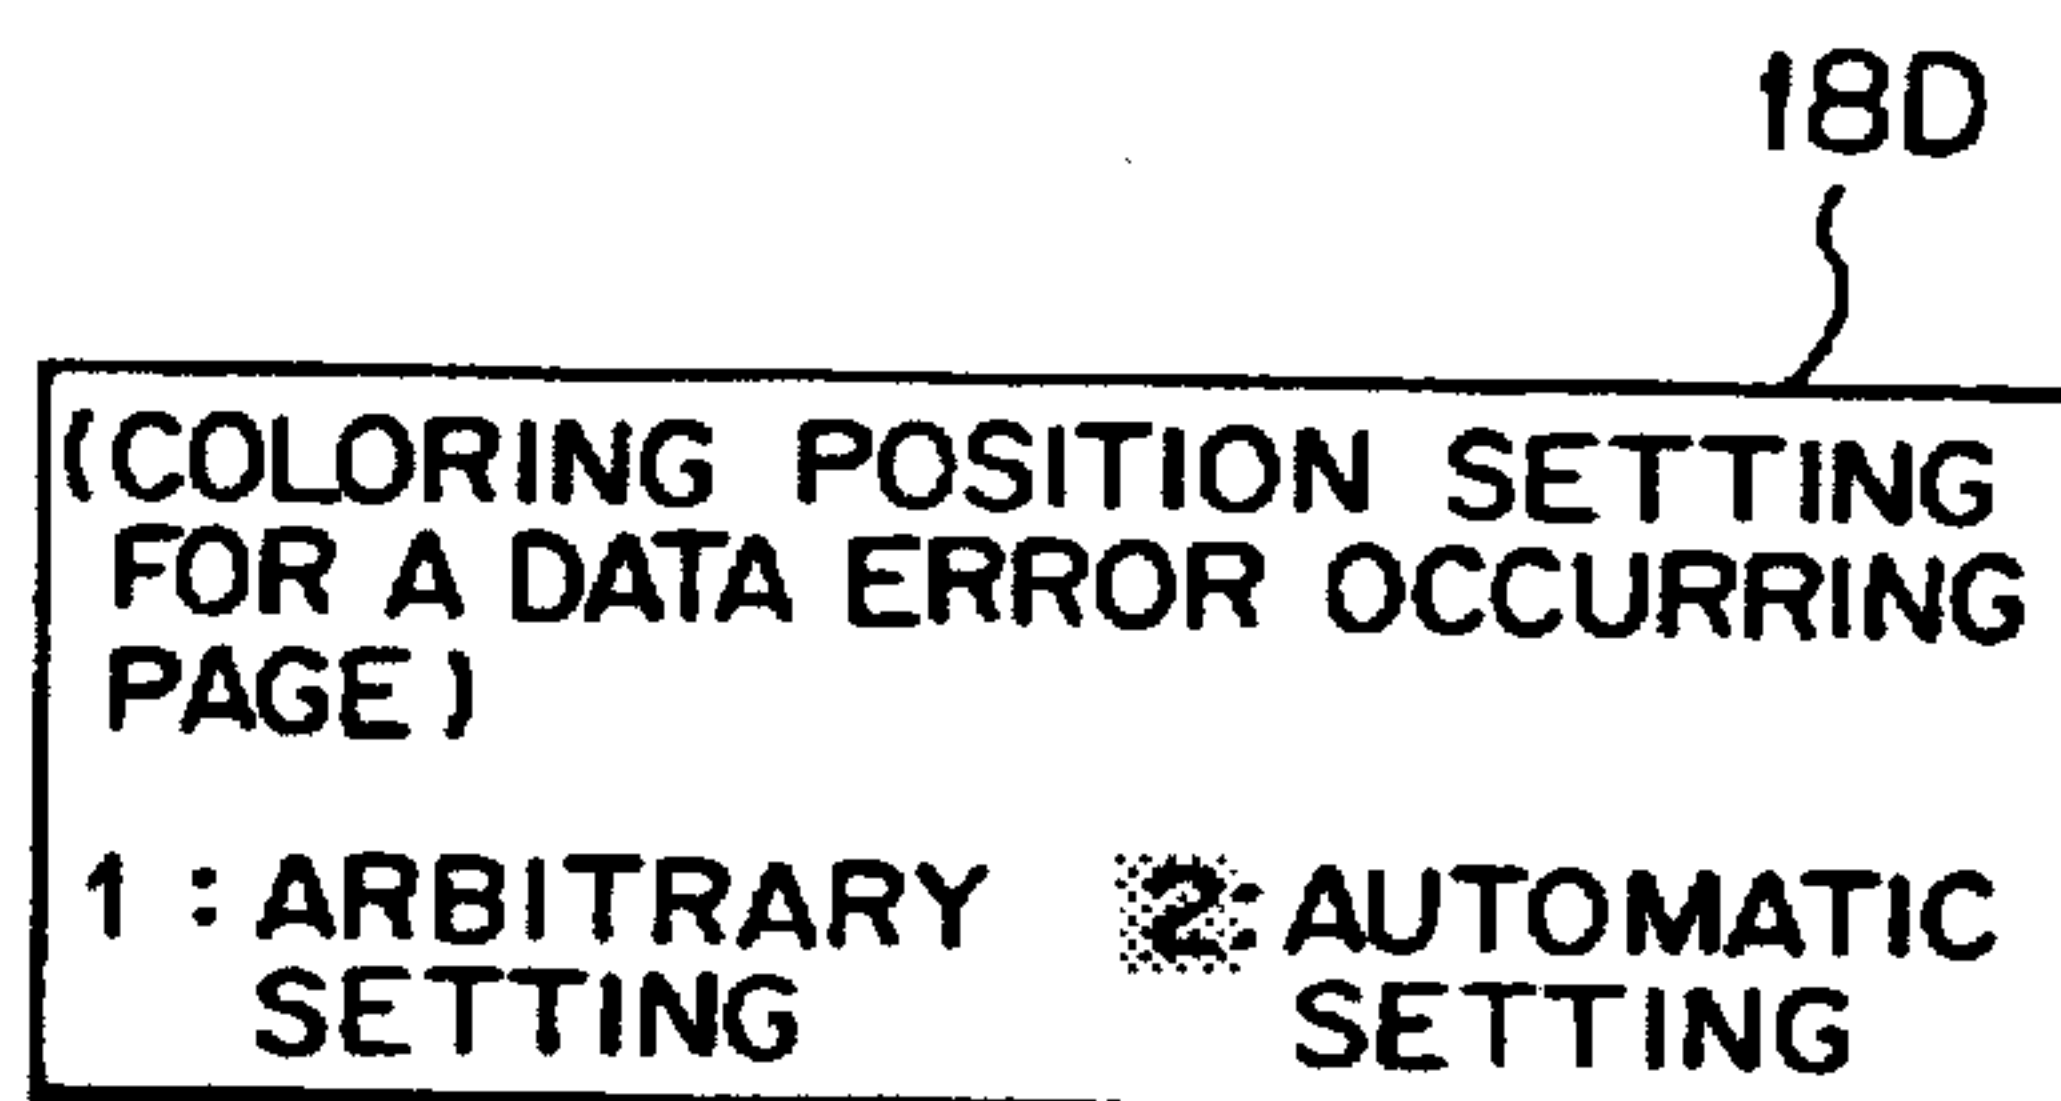 18D
(COLORING POSITION SETTING
FOR A DATA ERROR OCCURRING
PAGE)
1 : ARBITRARY 2: AUTOMATIC
SETTING SETTING